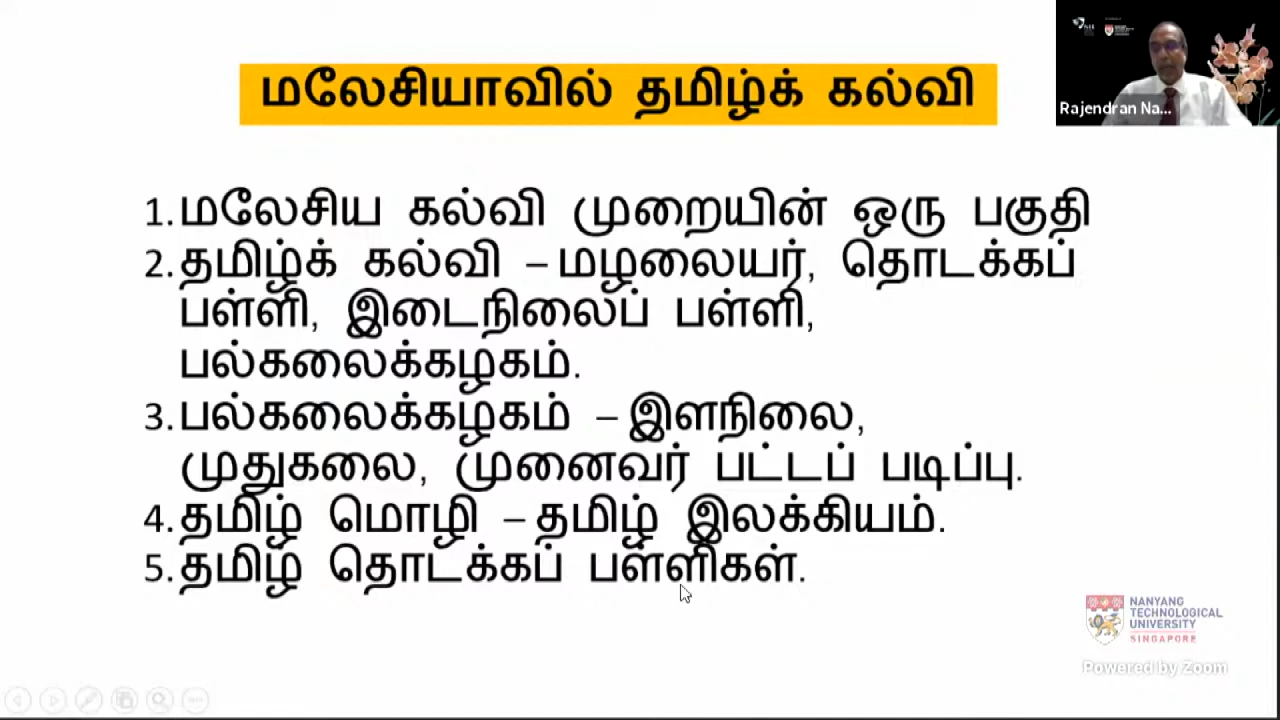 மலேசியாவில் தமிழ்க் கல்வி
Rajendran Na...
1. மலேசிய கல்வி முறையின் ஒரு பகுதி
2. தமிழ்க் கல்வி – மழலையர், தொடக்கப்
பள்ளி, இடைநிலைப் பள்ளி,
பல்கலைக்கழகம்.
3. பல்கலைக்கழகம் – இளநிலை,
முதுகலை, முனைவர் பட்டப் படிப்பு.
4. தமிழ் மொழி – தமிழ் இலக்கியம்.
5. தமிழ் தொடக்கப் பள்ளிகள்.
NANYANG
TECHNOLOGICAL
UNIVERSITY
SINGAPORE
Powered by Zoom